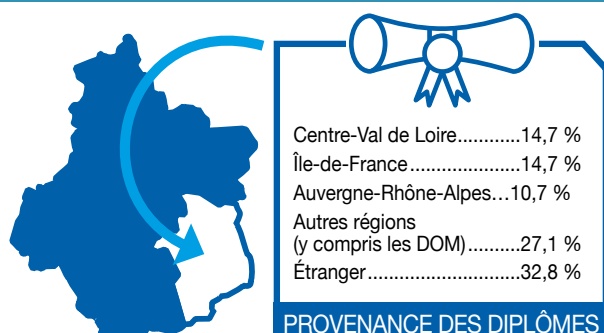 Centre-Val de Loire............14,7 %
Île-de-France....................14,7 %
Auvergne-Rhône-Alpes...10,7 %
Autres régions
(y compris les DOM)..........27,1 %
Étranger............................32,8 %
PROVENANCE DES DIPLÔMES